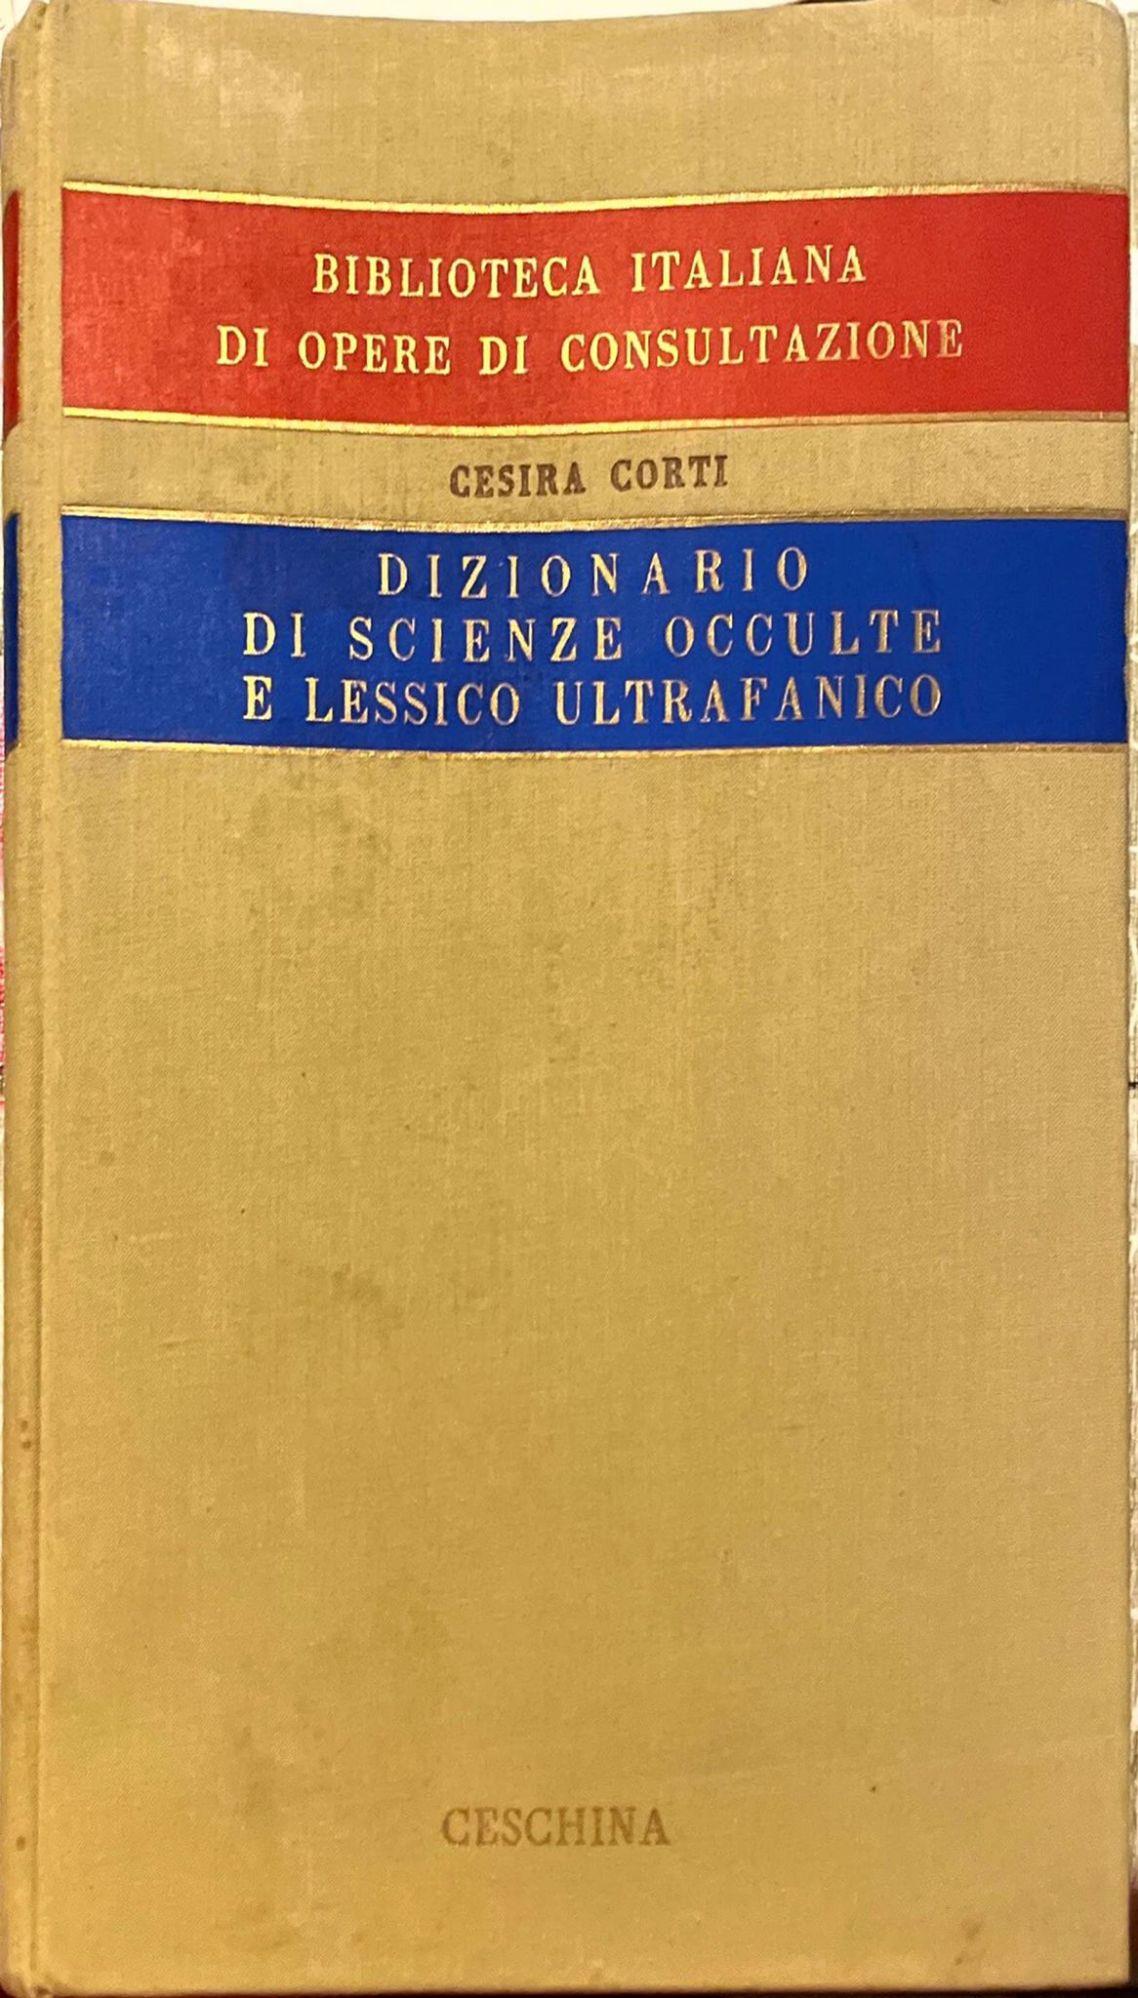 BIBLIOTECA ITALIANA
DI OPERE DI CONSULTAZIONE
CESIRA CORTI
DIZIONARIO
DI SCIENZE OCCULTE
E LESSICO ULTRAFANICO
CESCHINA